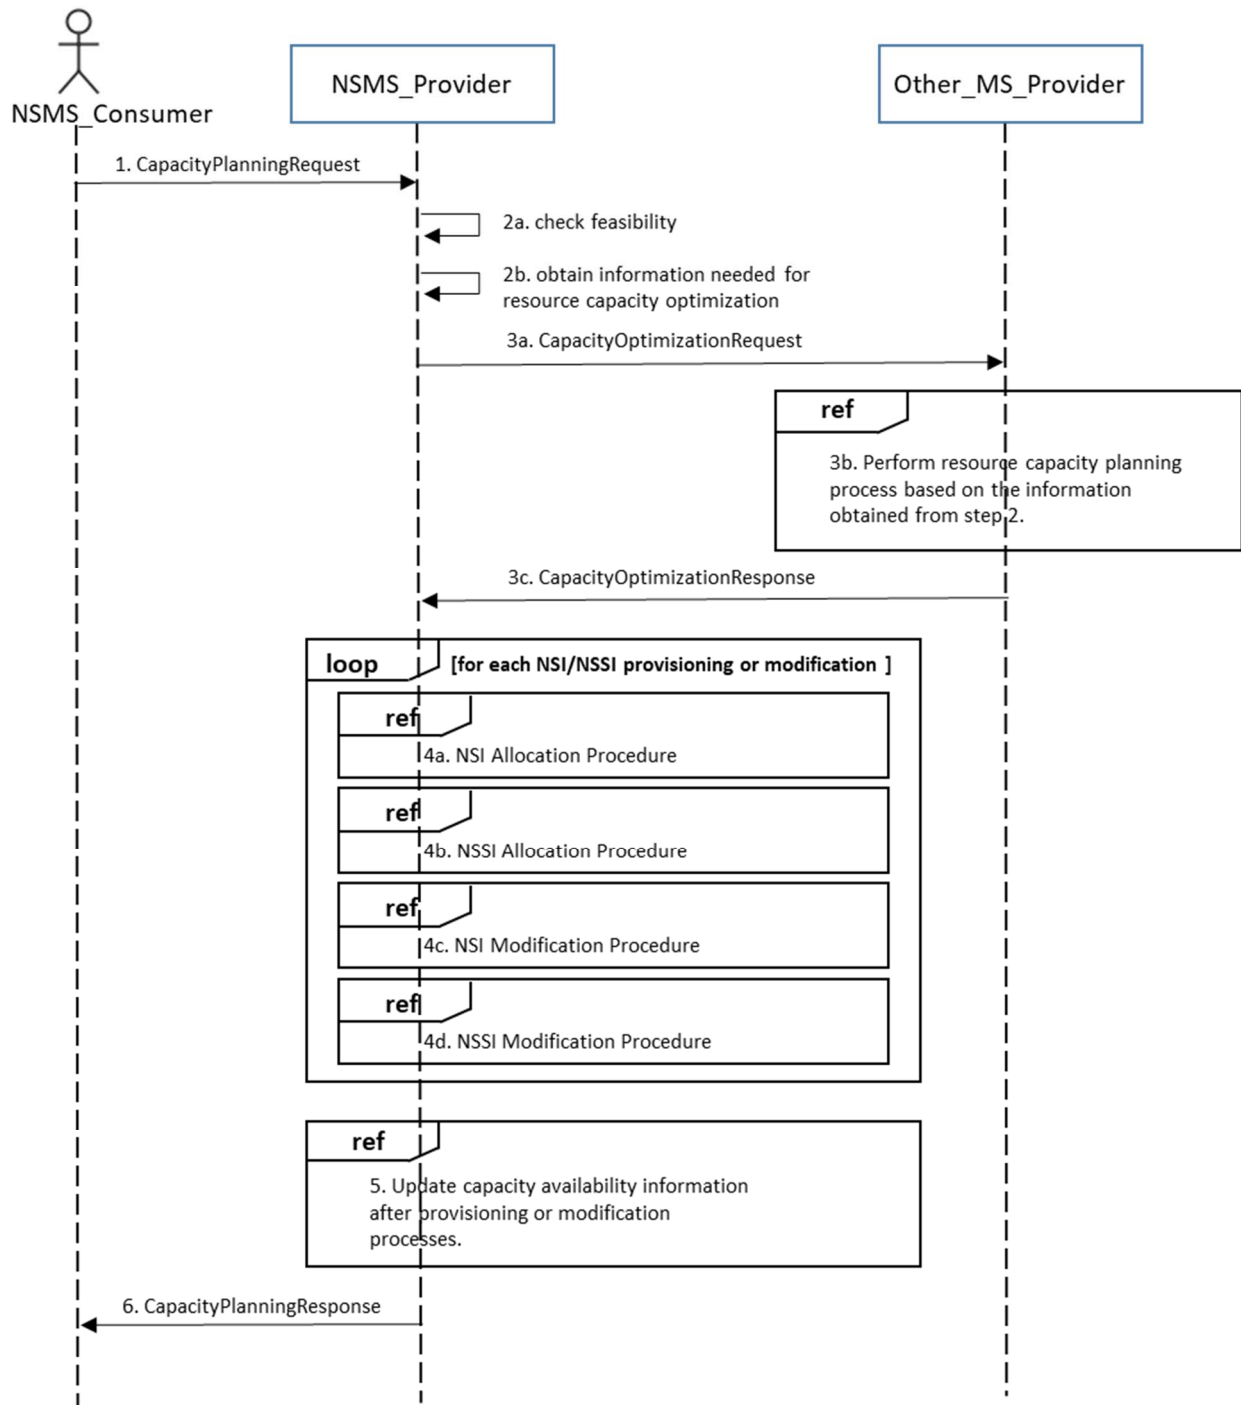 NSMS_Consumer
NSMS_Provider
Other_MS_Provider
1. CapacityPlanningRequest
2a. check feasibility
2b. obtain information needed for
resource capacity optimization
3a. CapacityOptimizationRequest
ref
3b. Perform resource capacity planning
process based on the information
obtained from step 2.
3c. CapacityOptimizationResponse
loop
[for each NSI/NSSI provisioning or modification ]
ref
4a. NSI Allocation Procedure
ref
4b. NSSI Allocation Procedure
ref
4c. NSI Modification Procedure
ref
4d. NSSI Modification Procedure
ref
5. Update capacity availability information
after provisioning or modification
processes.
6. CapacityPlanningResponse